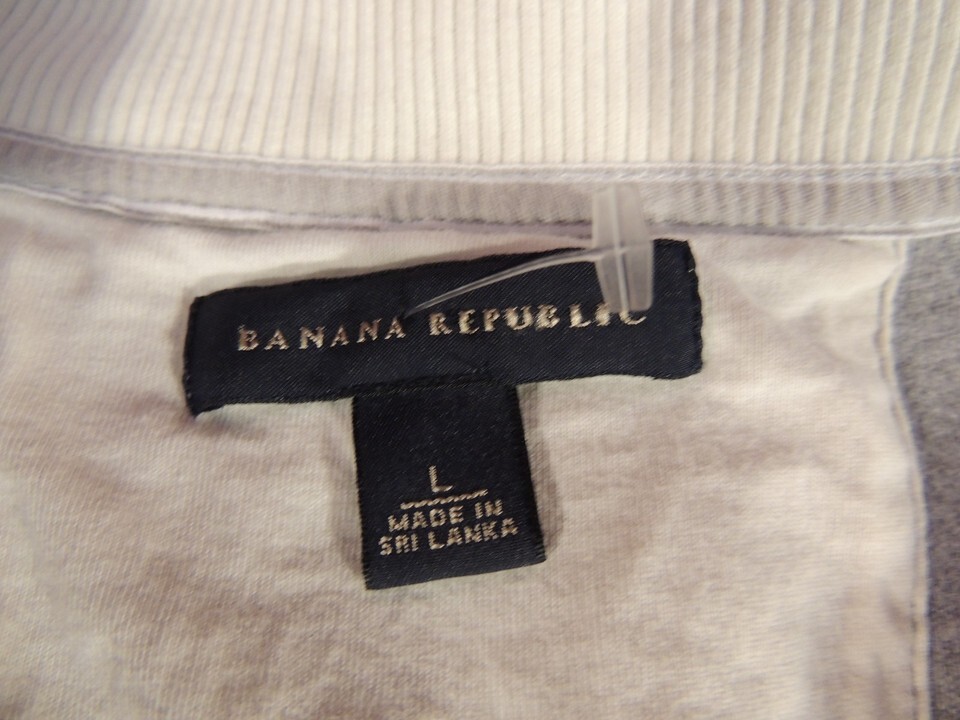 BANANA REPUBLIC
L
MADE IN
SRI LANKA